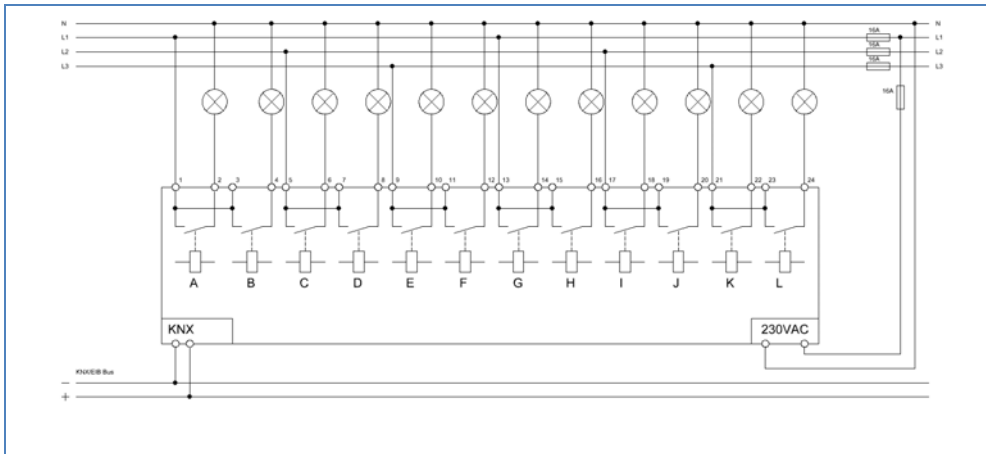 N N
L1 16A L1
L2 16A L2
L3 16A L3
16A
1 2 3 4 5 6 7 8 9 10 11 12 13 14 15 16 17 18 19 20 21 22 23 24
A B C D E F G H I J K L
KNX 230VAC
KNX/EIB Bus
−
+